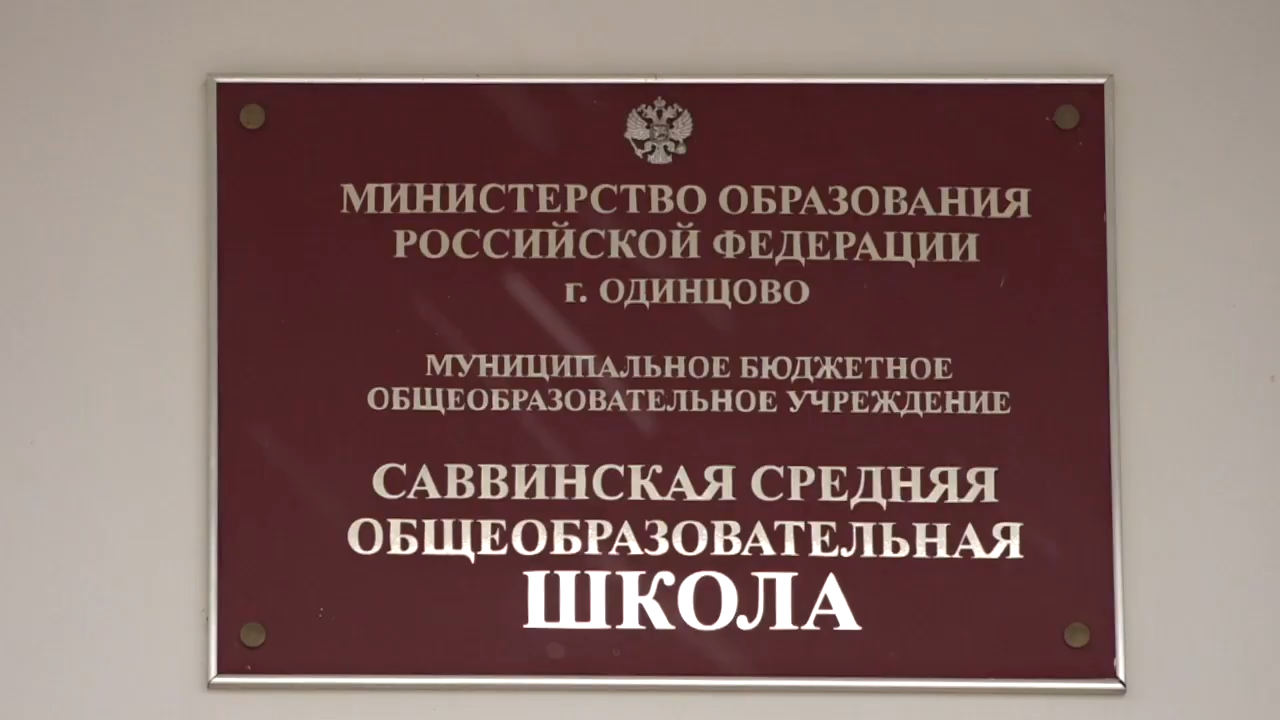 МИНИСТЕРСТВО ОБРАЗОВАНИЯ
РОССИЙСКОЙ ФЕДЕРАЦИИ
г. ОДИНЦОВО
МУНИЦИПАЛЬНОЕ БЮДЖЕТНОЕ
ОБЩЕОБРАЗОВАТЕЛЬНОЕ УЧРЕЖДЕНИЕ
САВВИНСКАЯ СРЕДНЯЯ
ОБЩЕОБРАЗОВАТЕЛЬНАЯ
ШКОЛА